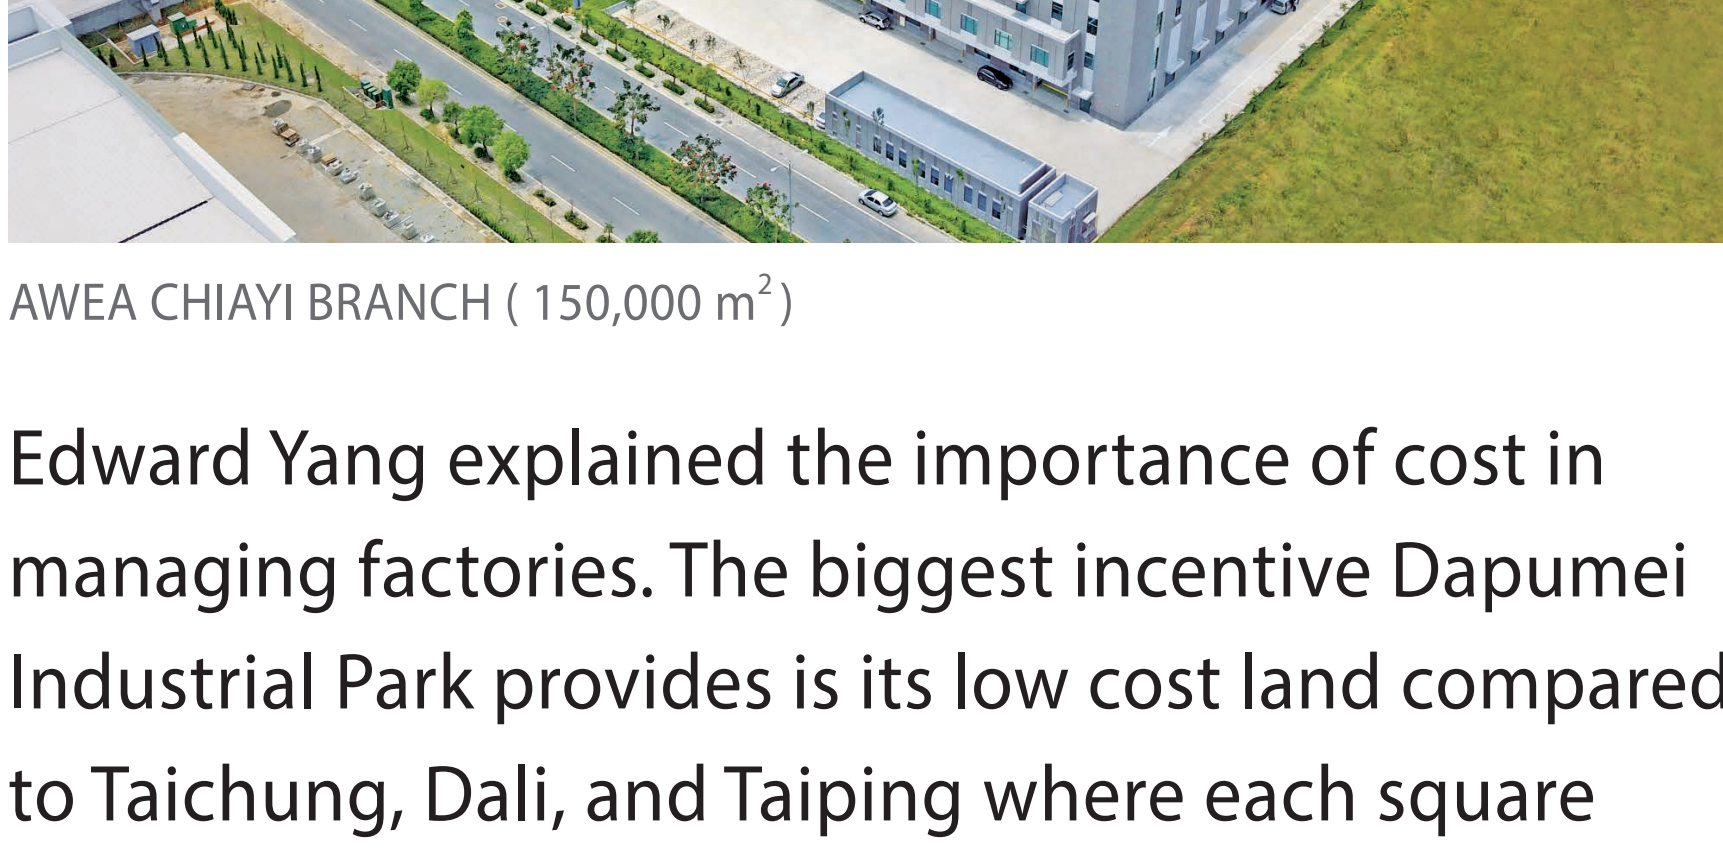 AWEA CHIAYI BRANCH ( 150,000 m²)
Edward Yang explained the importance of cost in
managing factories. The biggest incentive Dapumei
Industrial Park provides is its low cost land compared
to Taichung, Dali, and Taiping where each square